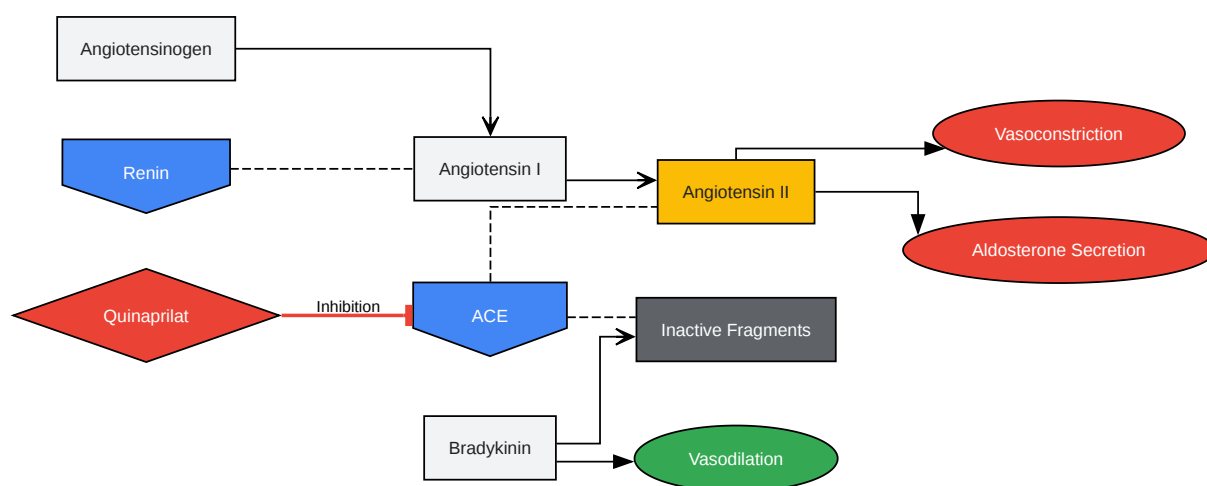 Angiotensinogen
Vasoconstriction
Renin
Angiotensin I
Angiotensin II
Aldosterone Secretion
Quinaprilat
Inhibition
ACE
Inactive Fragments
Bradykinin
Vasodilation